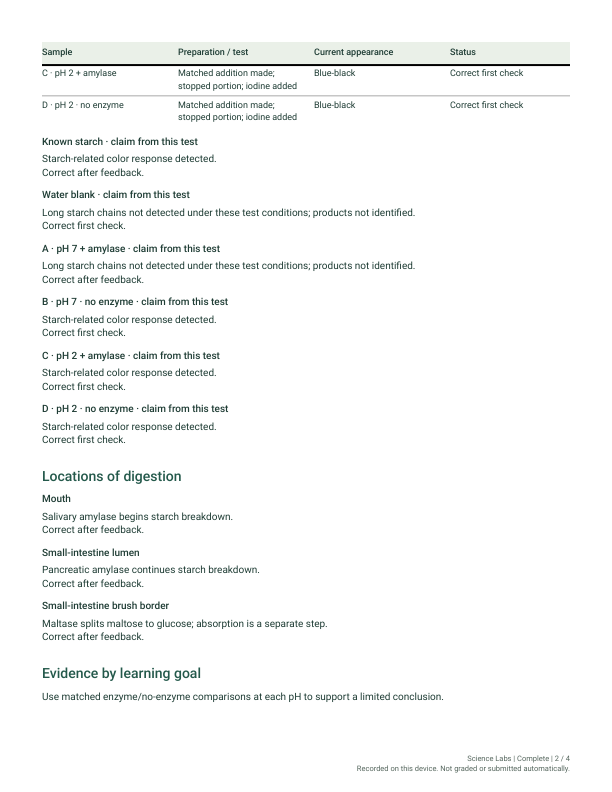 Sample Preparation / test Current appearance Status
C · pH 2 + amylase Matched addition made; Blue-black Correct first check
stopped portion; iodine added
D · pH 2 · no enzyme Matched addition made; Blue-black Correct first check
stopped portion; iodine added
Known starch · claim from this test
Starch-related color response detected.
Correct after feedback.
Water blank · claim from this test
Long starch chains not detected under these test conditions; products not identified.
Correct first check.
A · pH 7 + amylase · claim from this test
Long starch chains not detected under these test conditions; products not identified.
Correct after feedback.
B · pH 7 · no enzyme · claim from this test
Starch-related color response detected.
Correct first check.
C · pH 2 + amylase · claim from this test
Starch-related color response detected.
Correct first check.
D · pH 2 · no enzyme · claim from this test
Starch-related color response detected.
Correct first check.
Locations of digestion
Mouth
Salivary amylase begins starch breakdown.
Correct after feedback.
Small-intestine lumen
Pancreatic amylase continues starch breakdown.
Correct after feedback.
Small-intestine brush border
Maltase splits maltose to glucose; absorption is a separate step.
Correct after feedback.
Evidence by learning goal
Use matched enzyme/no-enzyme comparisons at each pH to support a limited conclusion.
Science Labs | Complete | 2 / 4
Recorded on this device. Not graded or submitted automatically.